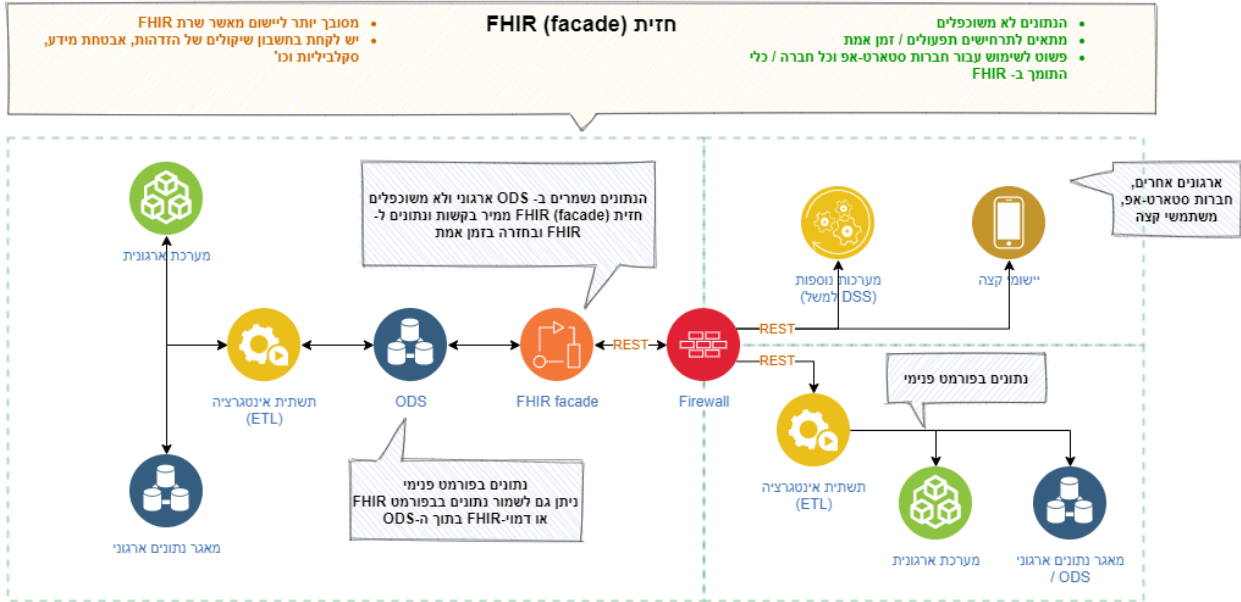 חזית (facade) FHIR
הנתונים לא משוכפלים
מתאים לתרחישים תפעולים / זמן אמת
פשוט לשימוש עבור חברות סטארט-אפ וכל חברה / כלי
התומך ב- FHIR
מסובך יותר ליישום מאשר שרת FHIR
יש לקחת בחשבון שיקולים של הזדהות, אבטחת מידע,
סקלביליות וכו'
ארגונים אחרים,
חברות סטארט-אפ,
משתמשי קצה
הנתונים נשמרים ב- ODS ארגוני ולא משוכפלים
חזית (facade) FHIR ממיר בקשות ונתונים ל-
FHIR ובחזרה בזמן אמת
מערכת ארגונית
מערכות נוספות
(למשל DSS)
יישומי קצה
REST
REST
REST
REST
תשתית אינטגרציה
(ETL)
ODS
FHIR facade
Firewall
נתונים בפורמט פנימי
נתונים בפורמט פנימי
ניתן גם לשמור נתונים בבפורמט FHIR
או דמוי-FHIR בתוך ה-ODS
תשתית אינטגרציה
(ETL)
מאגר נתונים ארגוני
מערכת ארגונית
מאגר נתונים ארגוני
/ ODS